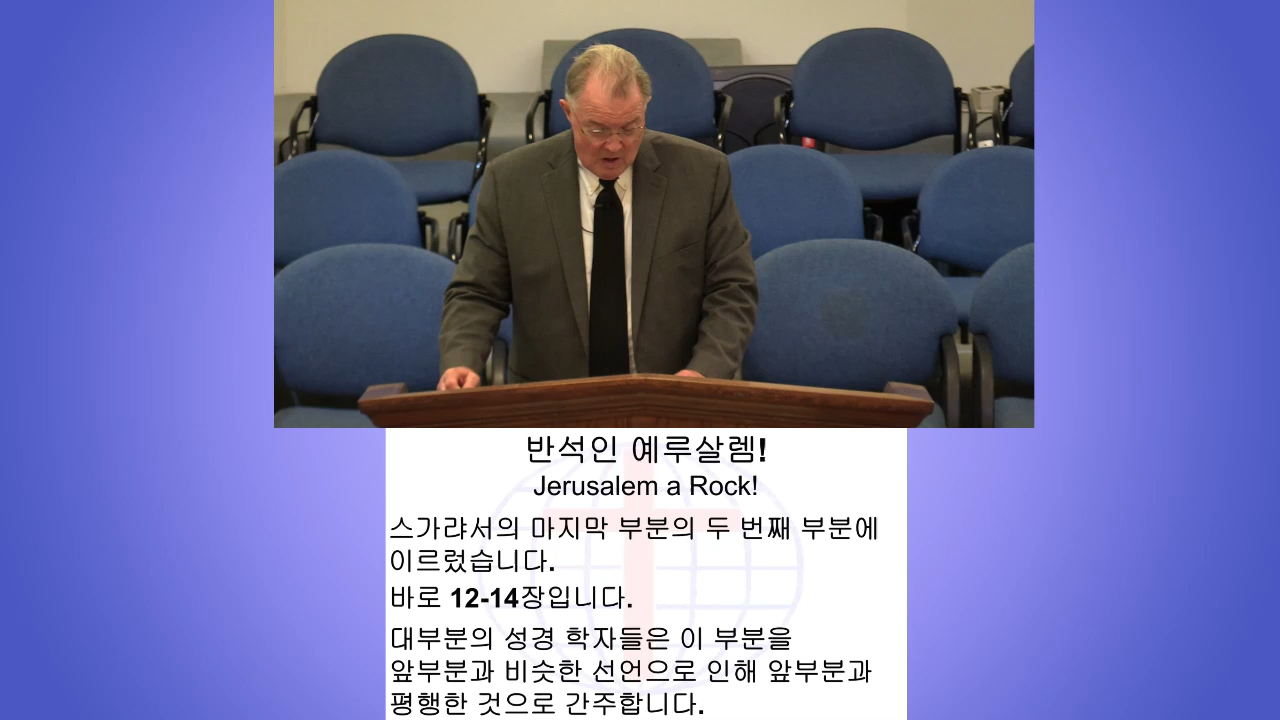 반석인 예루살렘!
Jerusalem a Rock!
스가랴서의 마지막 부분의 두 번째 부분에
이르렀습니다.
바로 12-14장입니다.
대부분의 성경 학자들은 이 부분을
앞부분과 비슷한 선언으로 인해 앞부분과
평행한 것으로 간주합니다.